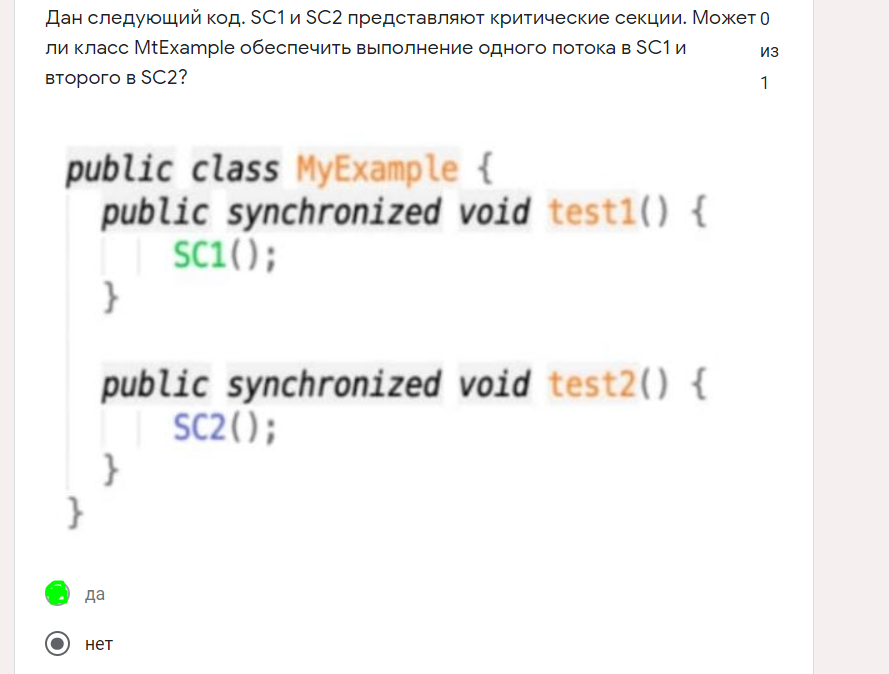 Дан следующий код. SC1 и SC2 представляют критические секции. Может 0
ли класс MtExample обеспечить выполнение одного потока в SC1 и из
второго в SC2? 1
public class MyExample {
public synchronized void test1() {
SC1();
}
public synchronized void test2() {
SC2();
}
}
да
нет